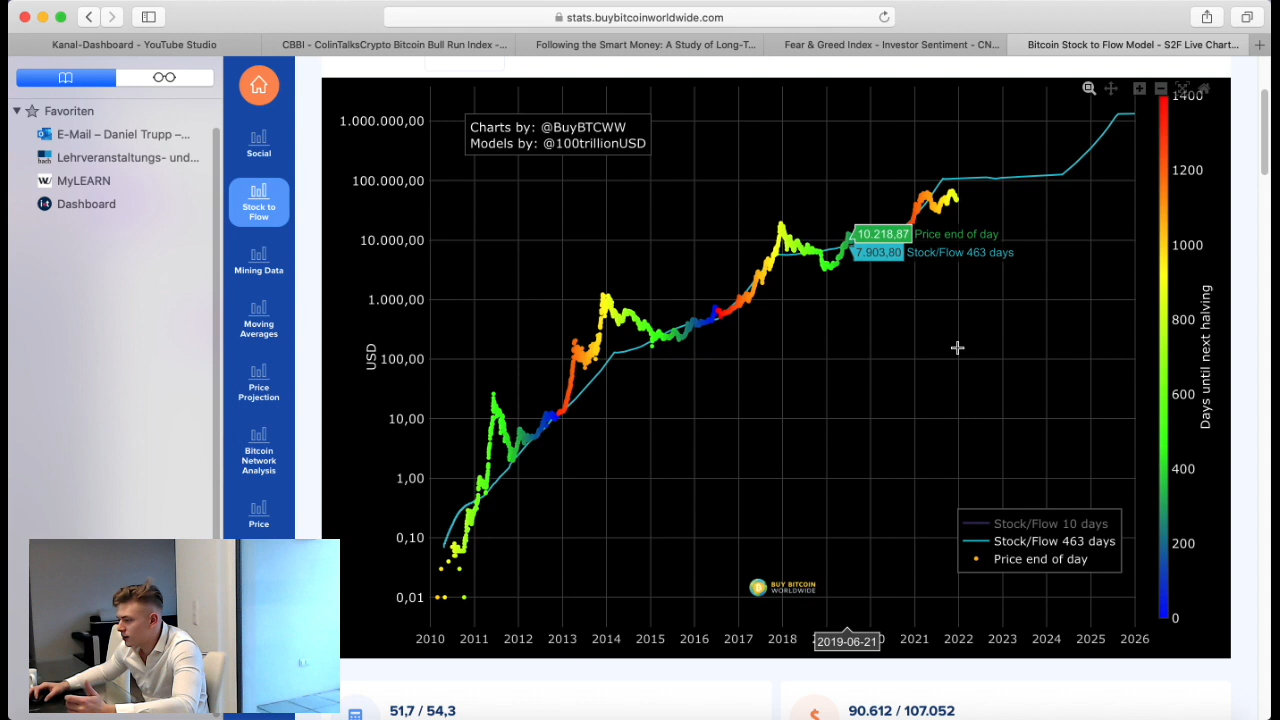 stats.buybitcoinworldwide.com
Kanal-Dashboard - YouTube Studio
CBBI - ColinTalksCrypto Bitcoin Bull Run Index -...
Following the Smart Money: A Study of Long-T...
Fear & Greed Index - Investor Sentiment - CN...
Bitcoin Stock to Flow Model - S2F Live Chart...
Favoriten
E-Mail – Daniel Trupp –...
Lehrveranstaltungs- und...
MyLEARN
Dashboard
Social
Stock to
Flow
Mining Data
Moving
Averages
Price
Projection
Bitcoin
Network
Analysis
Price
Charts by: @BuyBTCWW
Models by: @100trillionUSD
1.000.000,00
100.000,00
10.000,00
1.000,00
100,00
10,00
1,00
0,10
0,01
USD
10.218,87 Price end of day
7.903,80 Stock/Flow 463 days
Stock/Flow 10 days
Stock/Flow 463 days
Price end of day
BUY BITCOIN
WORLDWIDE
2010 2011 2012 2013 2014 2015 2016 2017 2018 2021 2022 2023 2024 2025 2026
2019-06-21
1400
1200
1000
800
600
400
200
0
Days until next halving
51,7 / 54,3
90.612 / 107.052